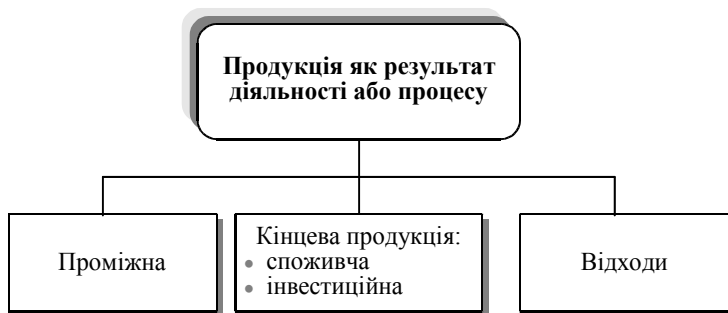 Продукція як результат
діяльності або процесу
Проміжна
Кінцева продукція:
• споживча
• інвестиційна
Відходи